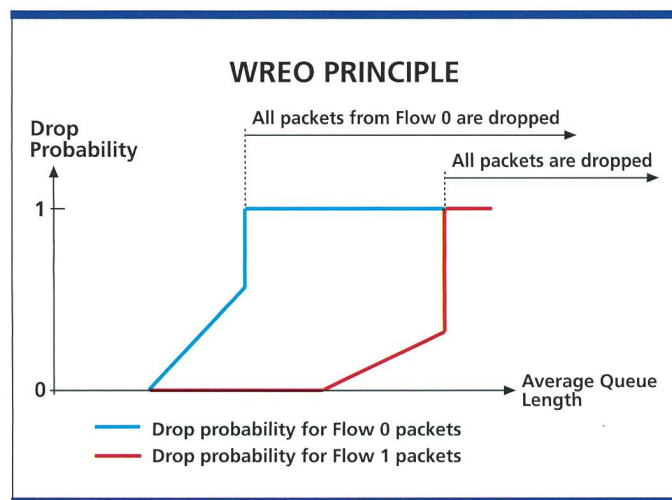 WREO PRINCIPLE
All packets from Flow 0 are dropped
Drop
Probability
All packets are dropped
1
0
Average Queue
Length
Drop probability for Flow 0 packets
Drop probability for Flow 1 packets